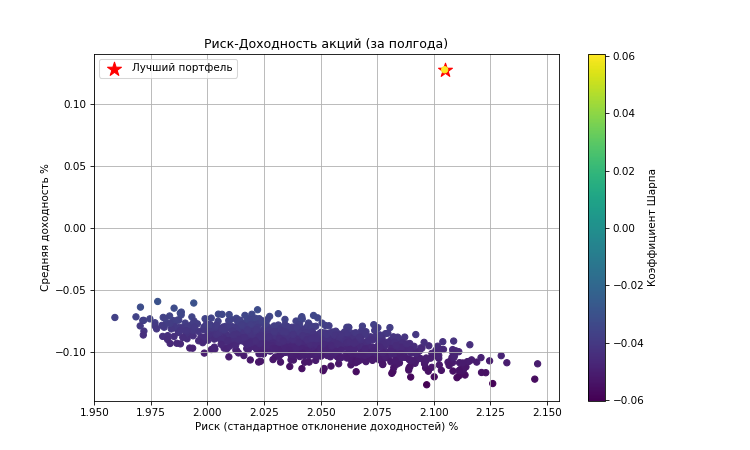 Риск-Доходность акций (за полгода)
Лучший портфель
Средняя доходность %
0.10
0.05
0.00
−0.05
−0.10
1.950 1.975 2.000 2.025 2.050 2.075 2.100 2.125 2.150
Риск (стандартное отклонение доходностей) %
0.06
0.04
0.02
0.00
−0.02
−0.04
−0.06
Коэффициент Шарпа